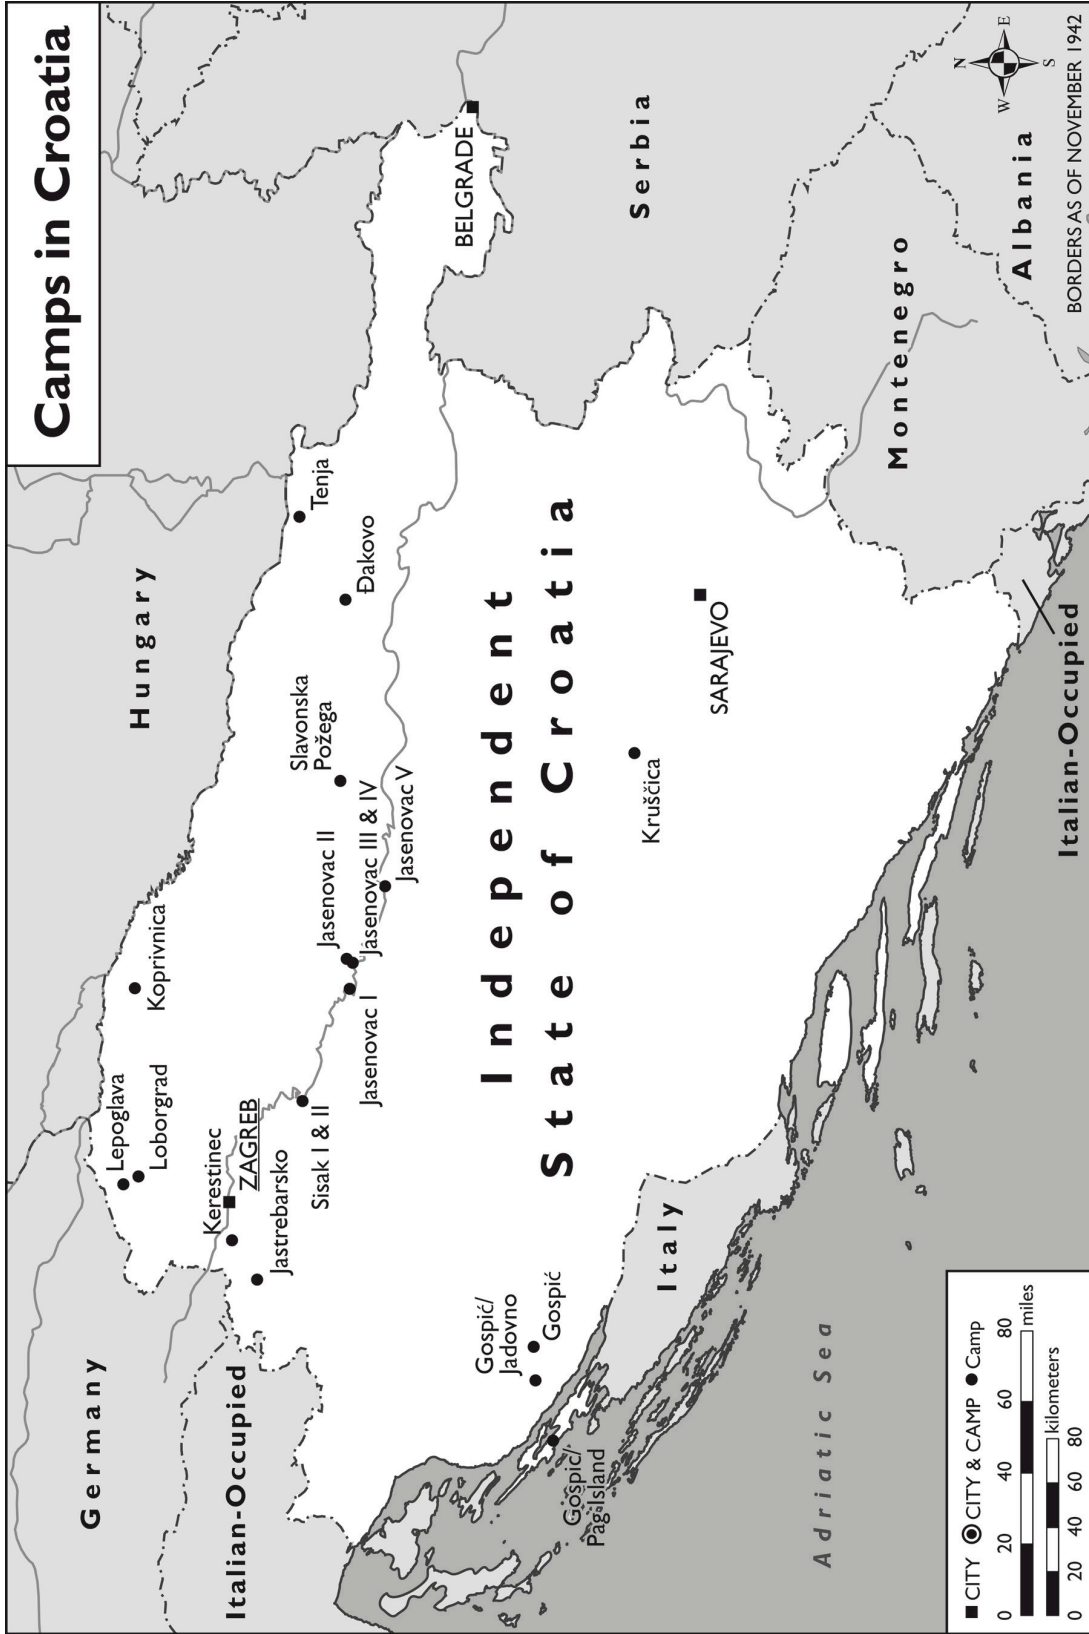 Camps in Croatia
Germany
Hungary
Italian-Occupied
Lepoglava
Loborgrad
Koprivnica
Kerestinec
ZAGREB
Jastrebarsko
Sisak I & II
Tenja
Đakovo
Slavonska
Požega
Jasenovac II
Jasenovac III & IV
Jasenovac V
Jasenovac I
BELGRADE
Serbia
Independent
State of Croatia
Gospić/
Jadovno
Gospić
Gospić/
Pag Island
Kruščica
SARAJEVO
Italy
Montenegro
Albania
Adriatic Sea
Italian-Occupied
N
W
E
S
BORDERS AS OF NOVEMBER 1942
CITY CITY & CAMP Camp
0 20 40 60 80
miles
kilometers
0 20 40 60 80